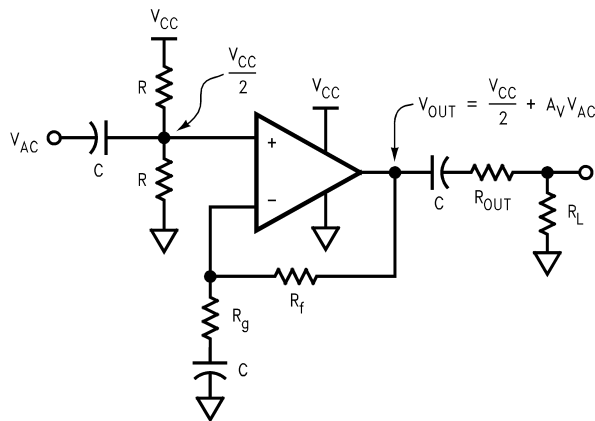 V_CC
R
V_CC / 2
V_CC
V_OUT = V_CC / 2 + A_V V_AC
V_AC
C
+
R
−
C
R_OUT
R_L
R_f
R_g
C